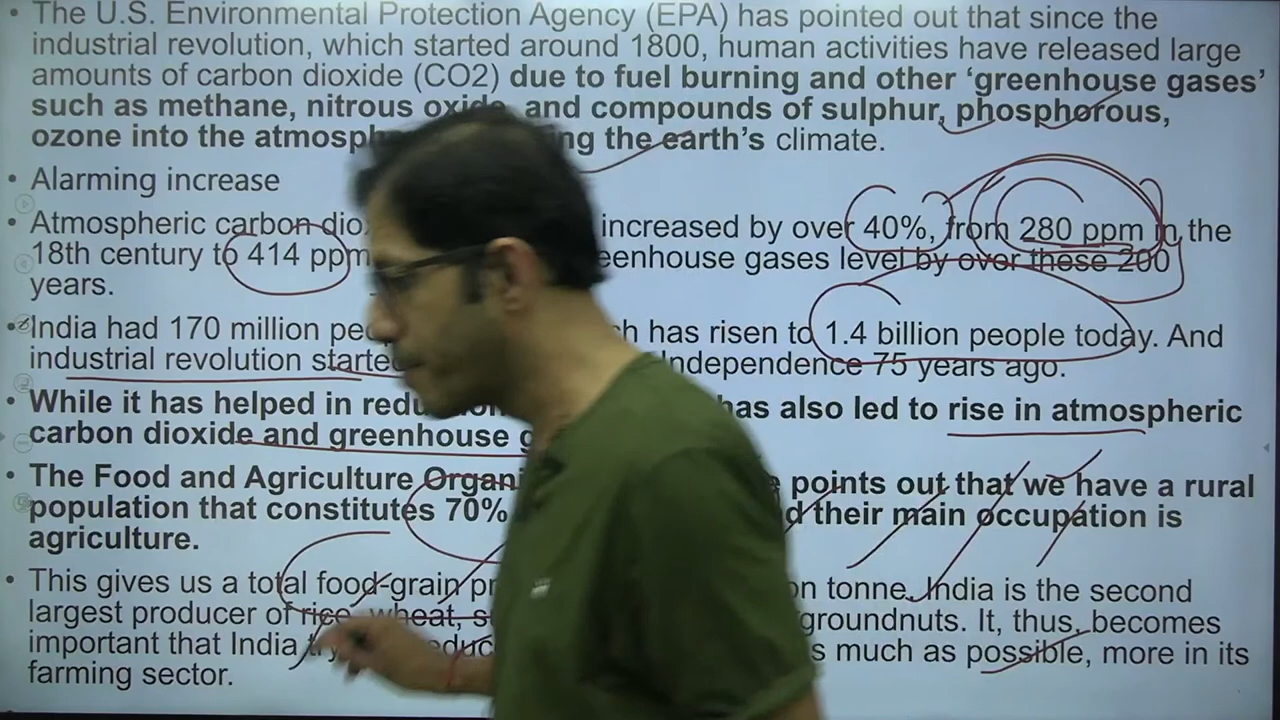 • The U.S. Environmental Protection Agency (EPA) has pointed out that since the
industrial revolution, which started around 1800, human activities have released large
amounts of carbon dioxide (CO2) due to fuel burning and other ‘greenhouse gases’
such as methane, nitrous oxide, and compounds of sulphur, phosphorous,
ozone into the the earth’s climate.
• Alarming increase
• Atmospheric carbon increased by over 40%, from 280 ppm in the
18th century to 414 ppm gases level by over these 200
years.
• India had 170 million has risen to 1.4 billion people today. And
industrial revolution started 75 years ago.
• While it has helped in has also led to rise in atmospheric
carbon dioxide and greenhouse
• The Food and Agriculture points out that we have a rural
population that constitutes 70% their main occupation is
agriculture.
• This gives us a total food-grain tonne. India is the second
largest producer of rice, wheat, groundnuts. It, thus, becomes
important that India much as possible, more in its
farming sector.